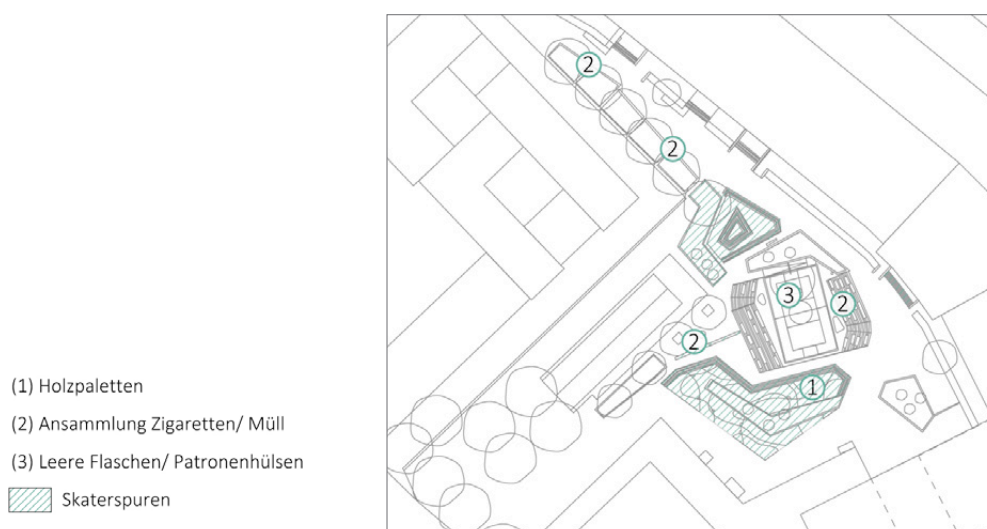 (1) Holzpaletten
(2) Ansammlung Zigaretten/ Müll
(3) Leere Flaschen/ Patronenhülsen
Skaterspuren
2
2
3
2
2
1